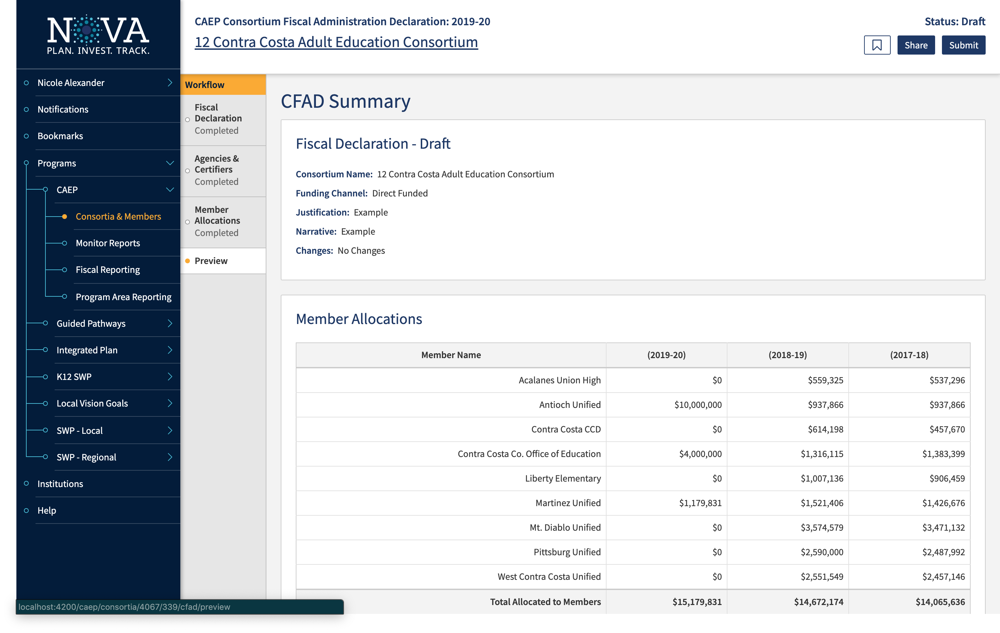 NOVA
PLAN. INVEST. TRACK.
Nicole Alexander
Notifications
Bookmarks
Programs
CAEP
Consortia & Members
Monitor Reports
Fiscal Reporting
Program Area Reporting
Guided Pathways
Integrated Plan
K12 SWP
Local Vision Goals
SWP - Local
SWP - Regional
Institutions
Help
CAEP Consortium Fiscal Administration Declaration: 2019-20
12 Contra Costa Adult Education Consortium
Status: Draft
Share Submit
Workflow
Fiscal
Declaration
Completed
Agencies &
Certifiers
Completed
Member
Allocations
Completed
Preview
CFAD Summary
Fiscal Declaration - Draft
Consortium Name: 12 Contra Costa Adult Education Consortium
Funding Channel: Direct Funded
Justification: Example
Narrative: Example
Changes: No Changes
Member Allocations
Member Name (2019-20) (2018-19) (2017-18)
Acalanes Union High $0 $559,325 $537,296
Antioch Unified $10,000,000 $937,866 $937,866
Contra Costa CCD $0 $614,198 $457,670
Contra Costa Co. Office of Education $4,000,000 $1,316,115 $1,383,399
Liberty Elementary $0 $1,007,136 $906,459
Martinez Unified $1,179,831 $1,521,406 $1,426,676
Mt. Diablo Unified $0 $3,574,579 $3,471,132
Pittsburg Unified $0 $2,590,000 $2,487,992
West Contra Costa Unified $0 $2,551,549 $2,457,146
Total Allocated to Members $15,179,831 $14,672,174 $14,065,636
localhost:4200/caep/consortia/4067/339/cfad/preview